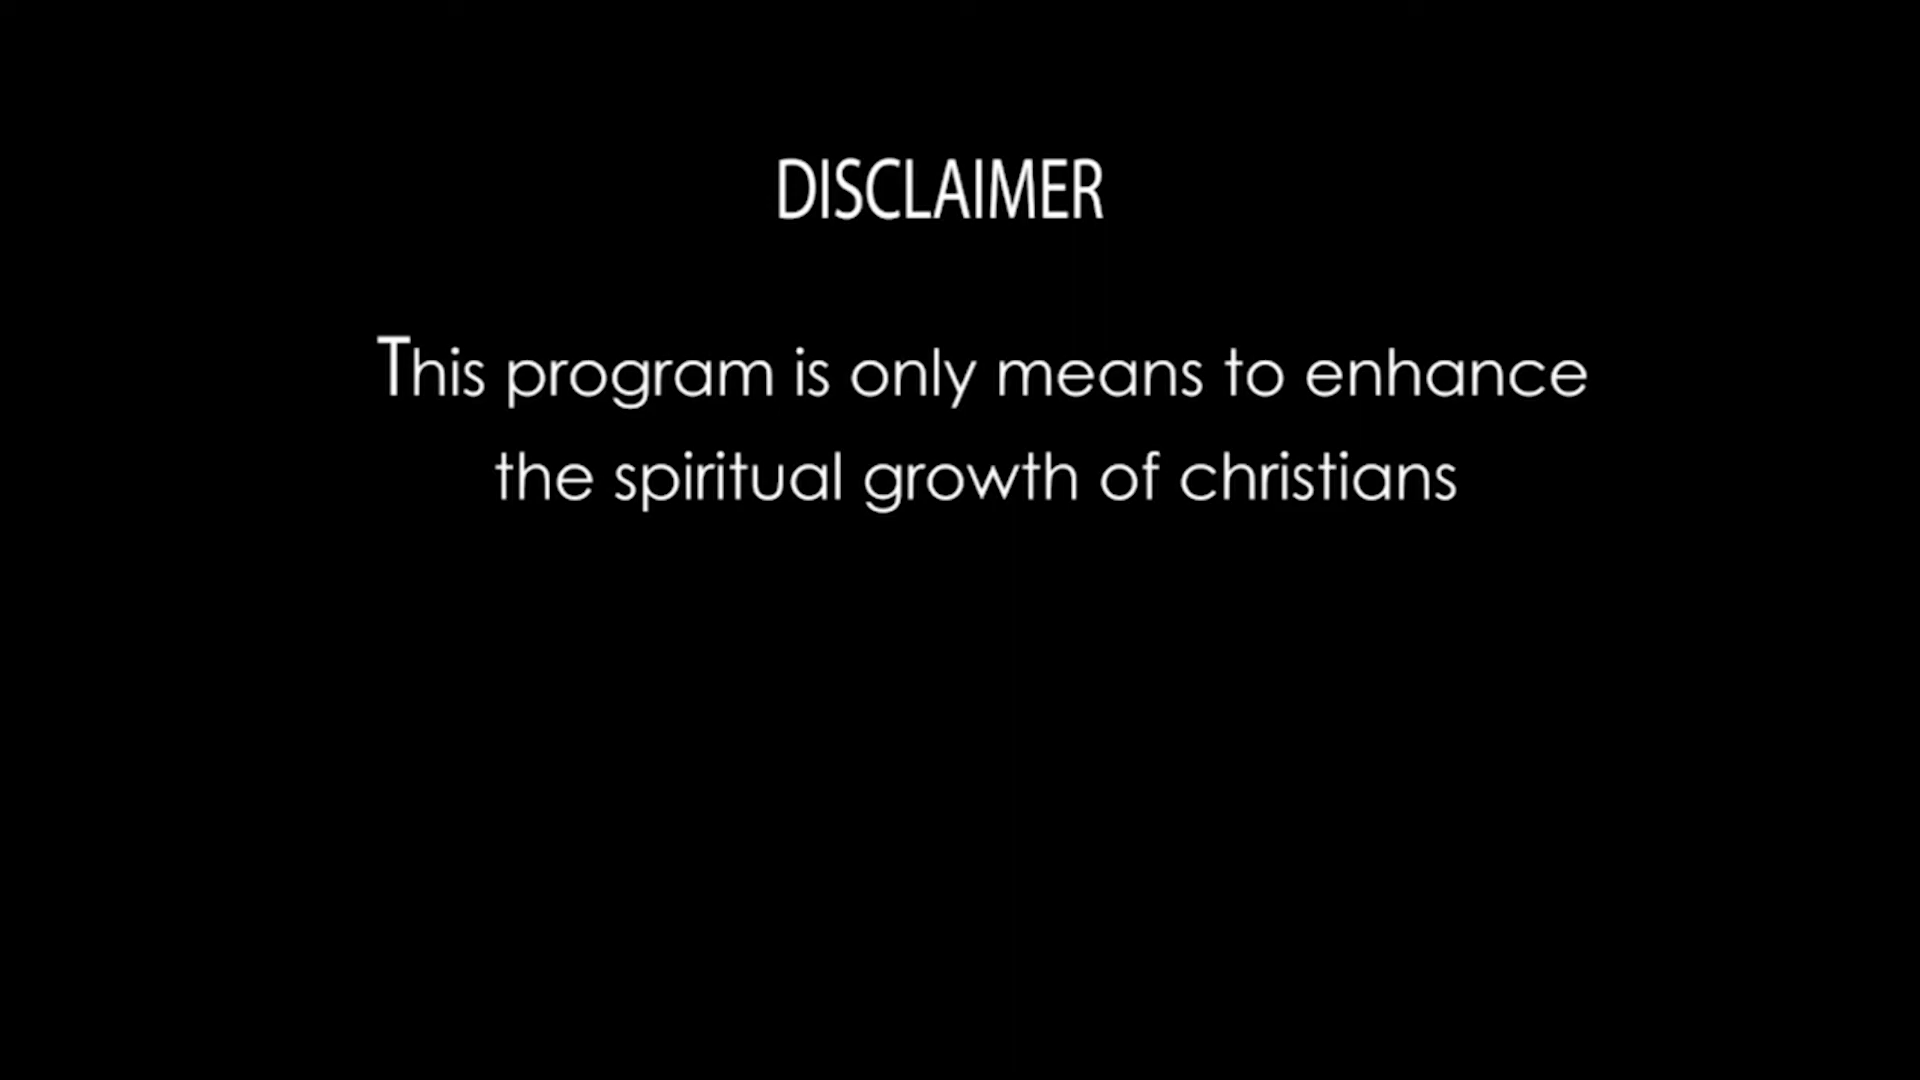 DISCLAIMER
This program is only means to enhance
the spiritual growth of christians